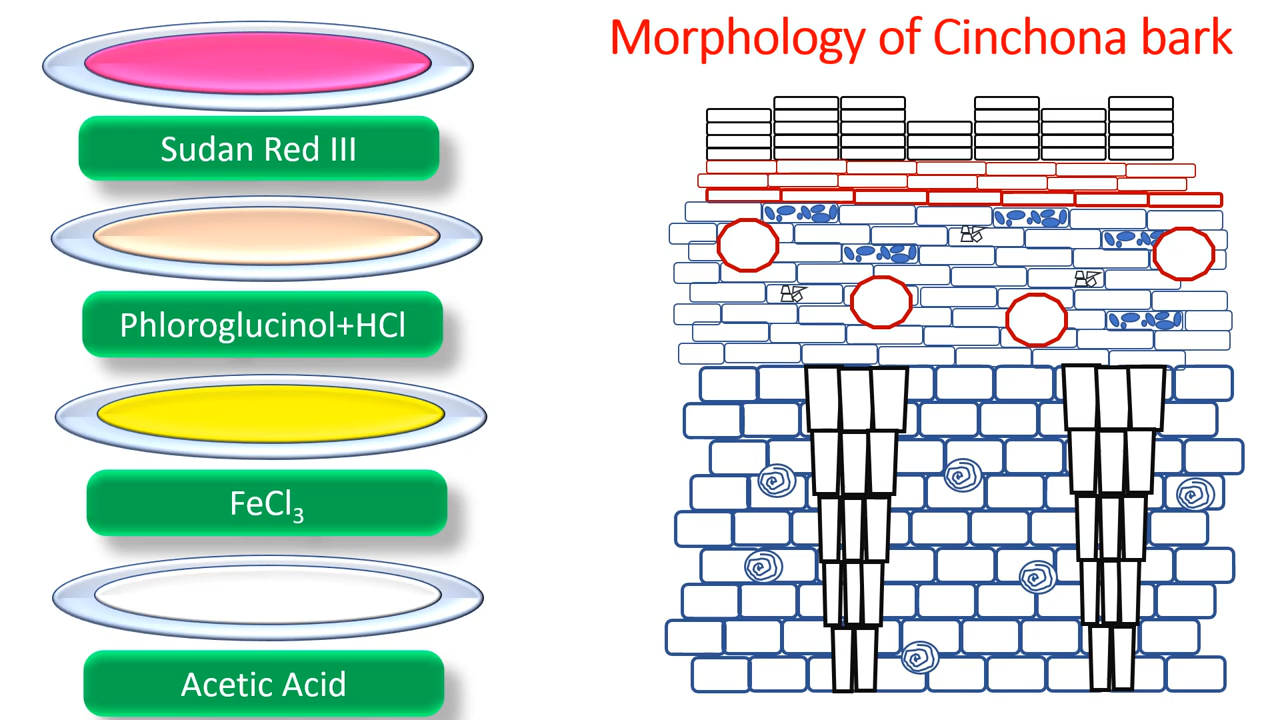 Morphology of Cinchona bark
Sudan Red III
Phloroglucinol+HCl
FeCl₃
Acetic Acid